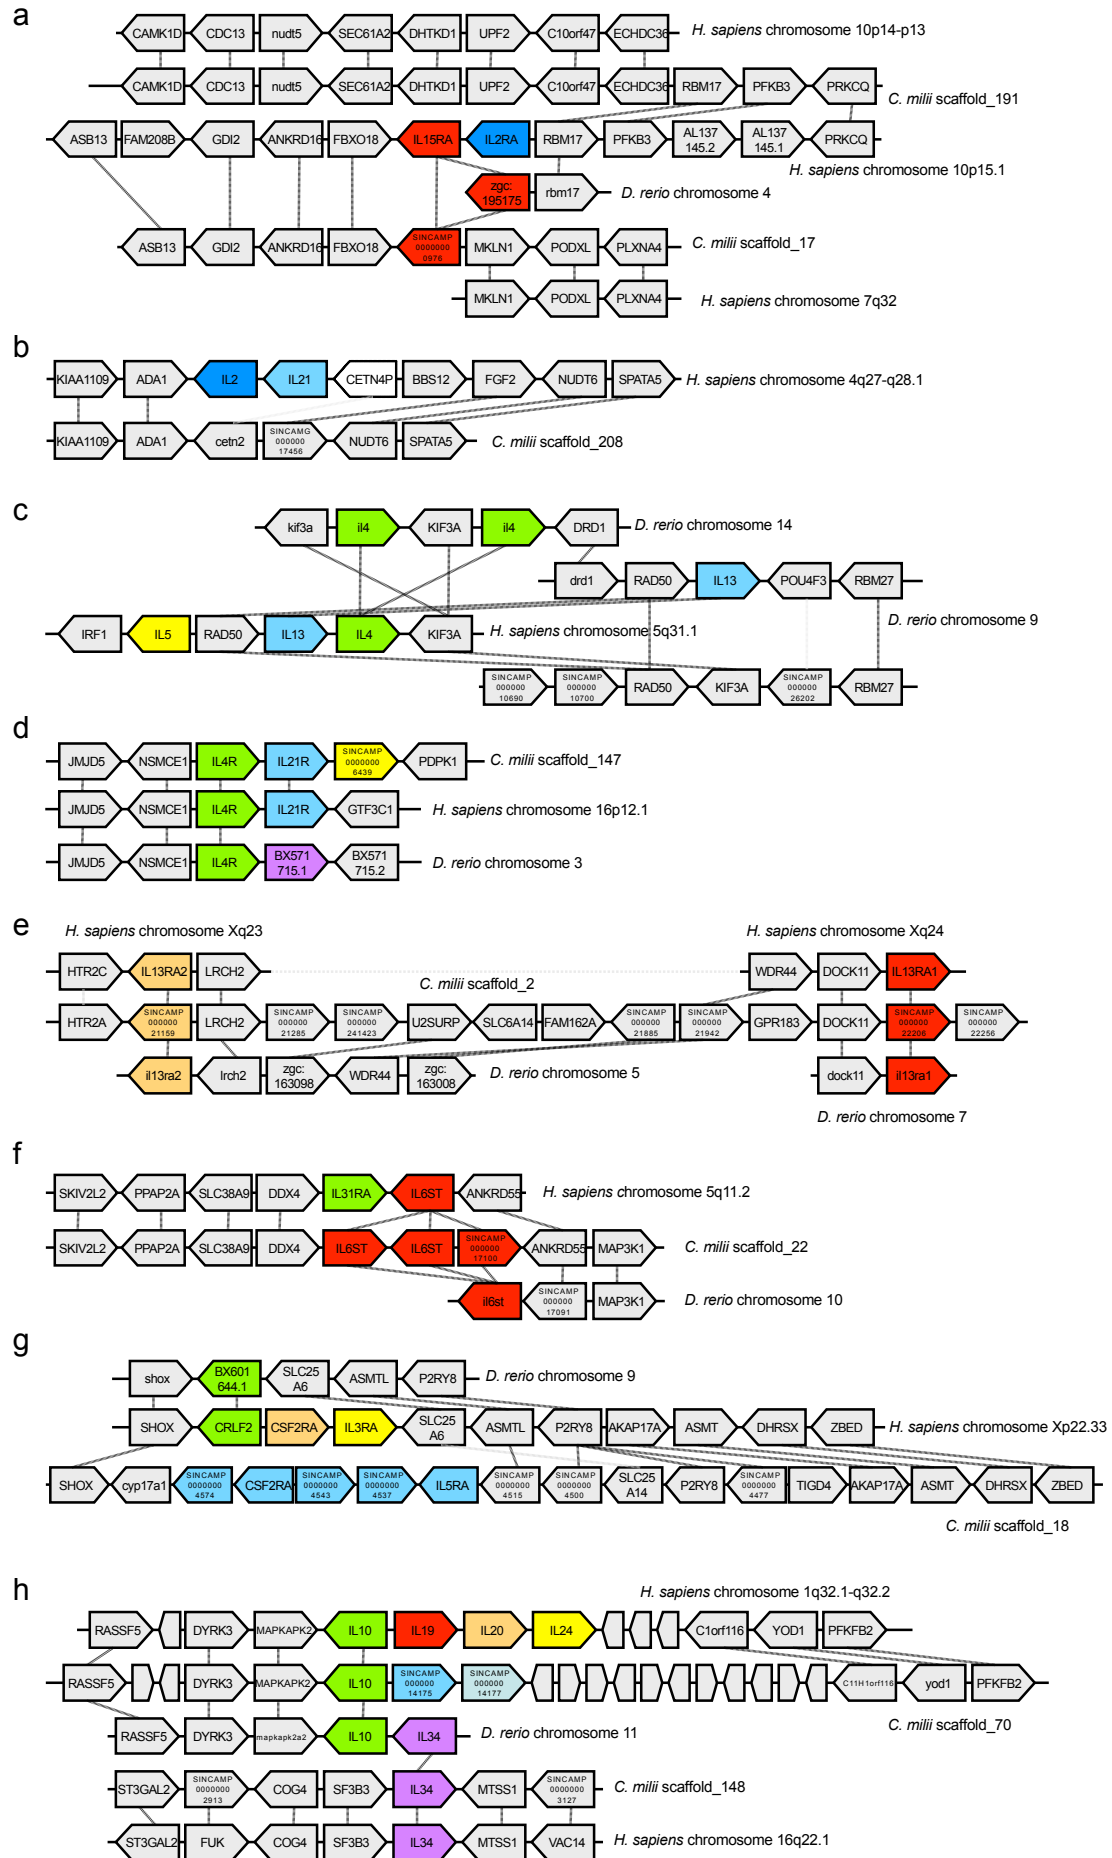 a
CAMK1D CDC13 nudt5 SEC61A2 DHTKD1 UPF2 C10orf47 ECHDC36 H. sapiens chromosome 10p14-p13
CAMK1D CDC13 nudt5 SEC61A2 DHTKD1 UPF2 C10orf47 ECHDC36 RBM17 PFKB3 PRKCQ
C. milii scaffold_191
ASB13 FAM208B GDI2 ANKRD16 FBXO18 IL15RA IL2RA RBM17 PFKB3 AL137 145.2 AL137 145.1 PRKCQ
H. sapiens chromosome 10p15.1
zgc: 195175 rbm17 D. rerio chromosome 4
ASB13 GDI2 ANKRD16 FBXO18 SINCAMP 0000000 0976 MKLN1 PODXL PLXNA4 C. milii scaffold_17
MKLN1 PODXL PLXNA4 H. sapiens chromosome 7q32
b
KIAA1109 ADA1 IL2 IL21 CETN4P BBS12 FGF2 NUDT6 SPATA5 H. sapiens chromosome 4q27-q28.1
KIAA1109 ADA1 cetn2 SINCAMG 000000 17456 NUDT6 SPATA5 C. milii scaffold_208
c
kif3a il4 KIF3A il4 DRD1 D. rerio chromosome 14
drd1 RAD50 IL13 POU4F3 RBM27
D. rerio chromosome 9
IRF1 IL5 RAD50 IL13 IL4 KIF3A H. sapiens chromosome 5q31.1
SINCAMP 000000 10690 SINCAMP 000000 10700 RAD50 KIF3A SINCAMP 000000 26202 RBM27
d
JMJD5 NSMCE1 IL4R IL21R SINCAMP 0000000 6439 PDPK1 C. milii scaffold_147
JMJD5 NSMCE1 IL4R IL21R GTF3C1 H. sapiens chromosome 16p12.1
JMJD5 NSMCE1 IL4R BX571 715.1 BX571 715.2 D. rerio chromosome 3
e
H. sapiens chromosome Xq23 H. sapiens chromosome Xq24
HTR2C IL13RA2 LRCH2 WDR44 DOCK11 IL13RA1
C. milii scaffold_2
HTR2A SINCAMP 000000 21159 LRCH2 SINCAMP 000000 21285 SINCAMP 000000 241423 U2SURP SLC6A14 FAM162A SINCAMP 000000 21885 SINCAMP 000000 21942 GPR183 DOCK11 SINCAMP 000000 22206 SINCAMP 000000 22256
il13ra2 lrch2 zgc: 163098 WDR44 zgc: 163008 D. rerio chromosome 5 dock11 il13ra1
D. rerio chromosome 7
f
SKIV2L2 PPAP2A SLC38A9 DDX4 IL31RA IL6ST ANKRD55 H. sapiens chromosome 5q11.2
SKIV2L2 PPAP2A SLC38A9 DDX4 IL6ST IL6ST SINCAMP 000000 17100 ANKRD55 MAP3K1 C. milii scaffold_22
il6st SINCAMP 000000 17091 MAP3K1 D. rerio chromosome 10
g
shox BX601 644.1 SLC25 A6 ASMTL P2RY8 D. rerio chromosome 9
SHOX CRLF2 CSF2RA IL3RA SLC25 A6 ASMTL P2RY8 AKAP17A ASMT DHRSX ZBED H. sapiens chromosome Xp22.33
SHOX cyp17a1 SINCAMP 0000000 4574 CSF2RA SINCAMP 0000000 4543 SINCAMP 0000000 4537 IL5RA SINCAMP 0000000 4515 SINCAMP 0000000 4500 SLC25 A14 P2RY8 SINCAMP 0000000 4477 TIGD4 AKAP17A ASMT DHRSX ZBED
C. milii scaffold_18
h
H. sapiens chromosome 1q32.1-q32.2
RASSF5 DYRK3 MAPKAPK2 IL10 IL19 IL20 IL24 C1orf116 YOD1 PFKFB2
RASSF5 DYRK3 MAPKAPK2 IL10 SINCAMP 000000 14175 SINCAMP 000000 14177 C11H1orf116 yod1 PFKFB2
C. milii scaffold_70
RASSF5 DYRK3 mapkapk2a2 IL10 IL34 D. rerio chromosome 11
ST3GAL2 SINCAMP 0000000 2913 COG4 SF3B3 IL34 MTSS1 SINCAMP 0000000 3127 C. milii scaffold_148
ST3GAL2 FUK COG4 SF3B3 IL34 MTSS1 VAC14 H. sapiens chromosome 16q22.1